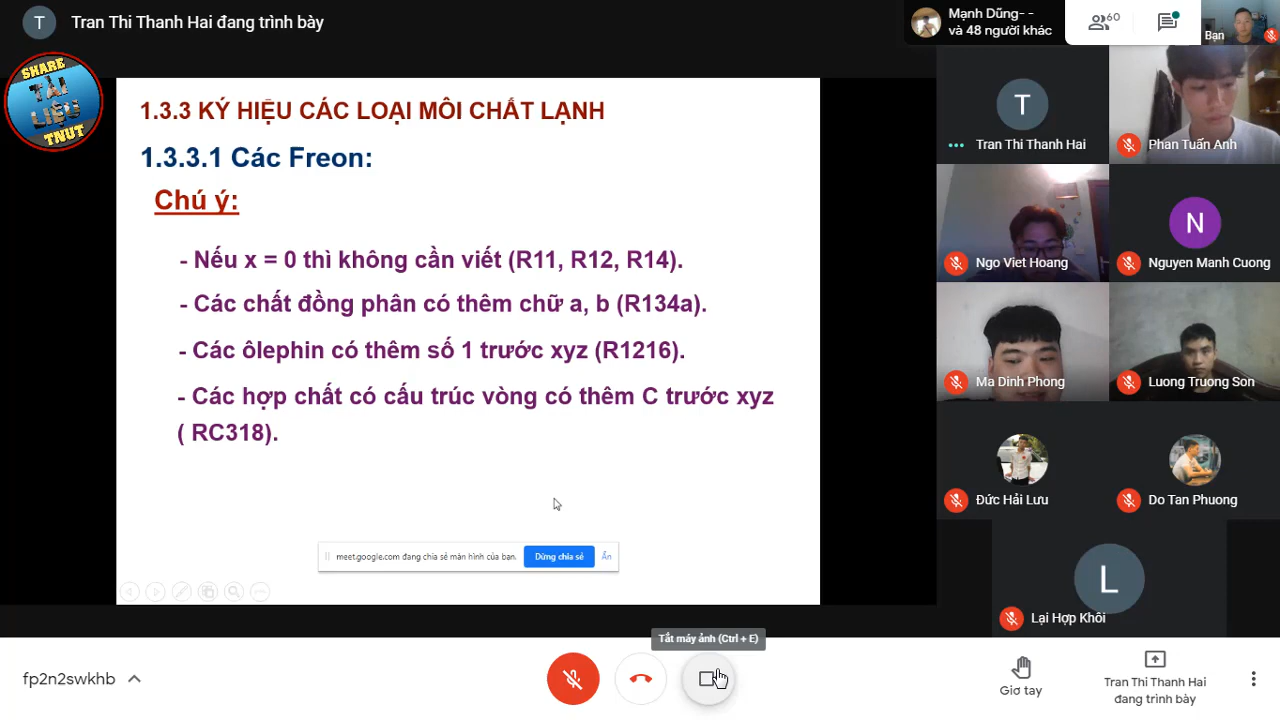 T
Tran Thi Thanh Hai đang trình bày
Mạnh Dũng- -
và 48 người khác
60
Bạn
SHARE
TÀI
LIỆU
TNUT
1.3.3 KÝ HIỆU CÁC LOẠI MÔI CHẤT LẠNH
1.3.3.1 Các Freon:
Chú ý:
- Nếu x = 0 thì không cần viết (R11, R12, R14).
- Các chất đồng phân có thêm chữ a, b (R134a).
- Các ôlephin có thêm số 1 trước xyz (R1216).
- Các hợp chất có cấu trúc vòng có thêm C trước xyz
( RC318).
meet.google.com đang chia sẻ màn hình của bạn.
Dừng chia sẻ
Ẩn
T
Tran Thi Thanh Hai
Phan Tuấn Anh
Ngo Viet Hoang
N
Nguyen Manh Cuong
Ma Dinh Phong
Luong Truong Son
Đức Hải Lưu
Do Tan Phuong
L
Lại Hợp Khôi
Tắt máy ảnh (Ctrl + E)
fp2n2swkhb
Giơ tay
Tran Thi Thanh Hai
đang trình bày